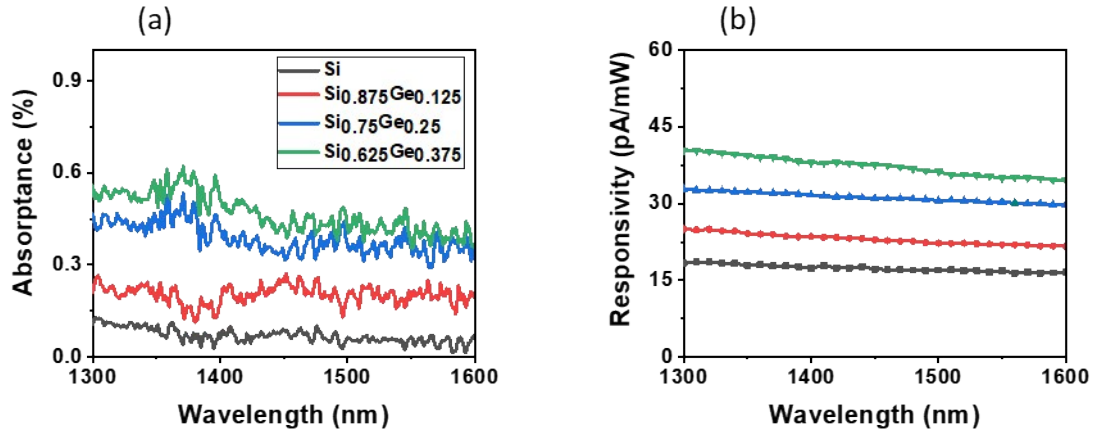 (a)
Absorptance (%)
0.9
0.6
0.3
0.0
Si
Si0.875Ge0.125
Si0.75Ge0.25
Si0.625Ge0.375
1300 1400 1500 1600
Wavelength (nm)
(b)
Responsivity (pA/mW)
60
45
30
15
0
1300 1400 1500 1600
Wavelength (nm)